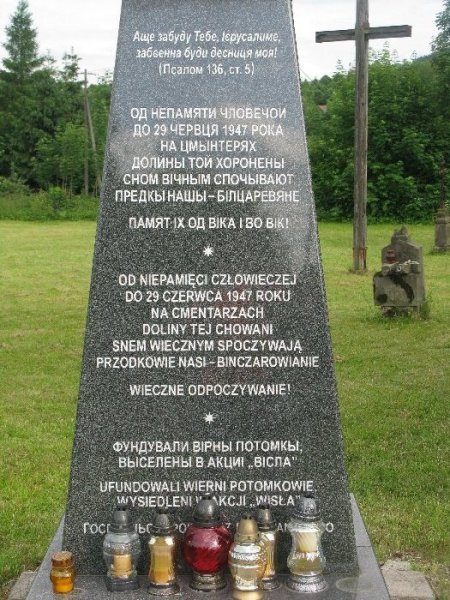 Аще забуду Тебе, Ієрусалиме,
забвенна буди десниця моя!
(Псалом 136, ст. 5)
ОД НЕПАМЯТИ ЧЛОВЕЧОЙ
ДО 29 ЧЕРВЦЯ 1947 РОКА
НА ЦМЫНТЕРЯХ
ДОЛИНЫ ТОЙ ХОРОНЕНЫ
СНОМ ВІЧНЫМ СПОЧЫВАЮТ
ПРЕДКЫ НАШЫ – БІЛЦАРЕВЯНЕ
ПАМЯТ ІХ ОД ВІКА І ВО ВІК!
OD NIEPAMIĘCI CZŁOWIECZEJ
DO 29 CZERWCA 1947 ROKU
NA CMENTARZACH
DOLINY TEJ CHOWANI
SNEM WIECZNYM SPOCZYWAJĄ
PRZODKOWIE NASI – BINCZAROWIANIE
WIECZNE ODPOCZYWANIE!
ФУНДУВАЛИ ВІРНЫ ПОТОМКЫ,
ВЫСЕЛЕНЫ В АКЦИІ „ВІСЛА"
UFUNDOWALI WIERNI POTOMKOWIE,
WYSIEDLENI W AKCJI „WISŁA"